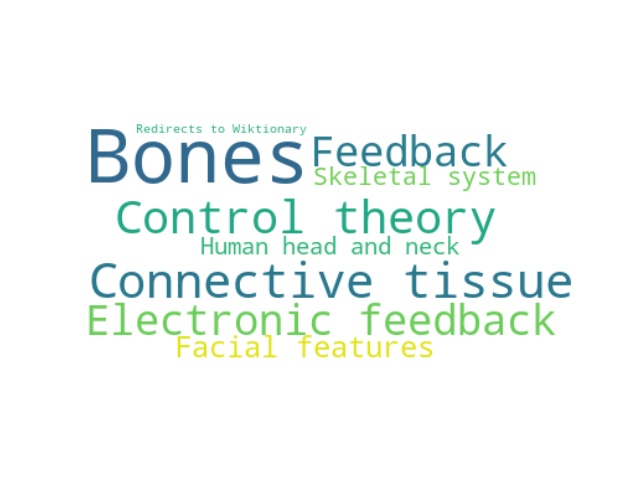 Redirects to Wiktionary
Bones
Feedback
Skeletal system
Control theory
Human head and neck
Connective tissue
Electronic feedback
Facial features